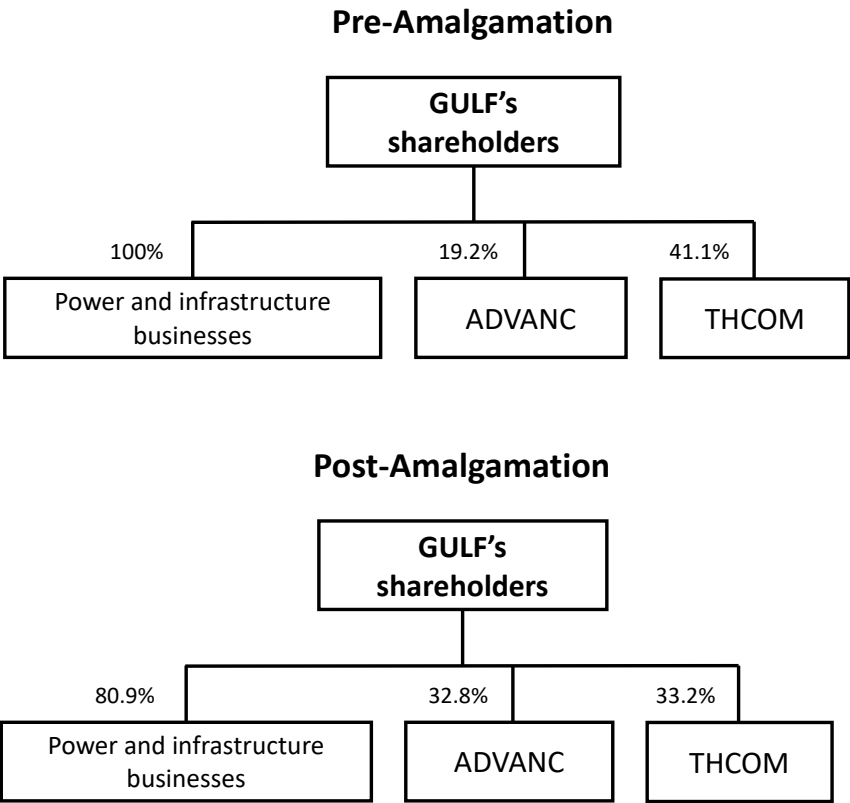 Pre-Amalgamation
GULF’s
shareholders
100%
19.2%
41.1%
Power and infrastructure
businesses
ADVANC
THCOM
Post-Amalgamation
GULF’s
shareholders
80.9%
32.8%
33.2%
Power and infrastructure
businesses
ADVANC
THCOM